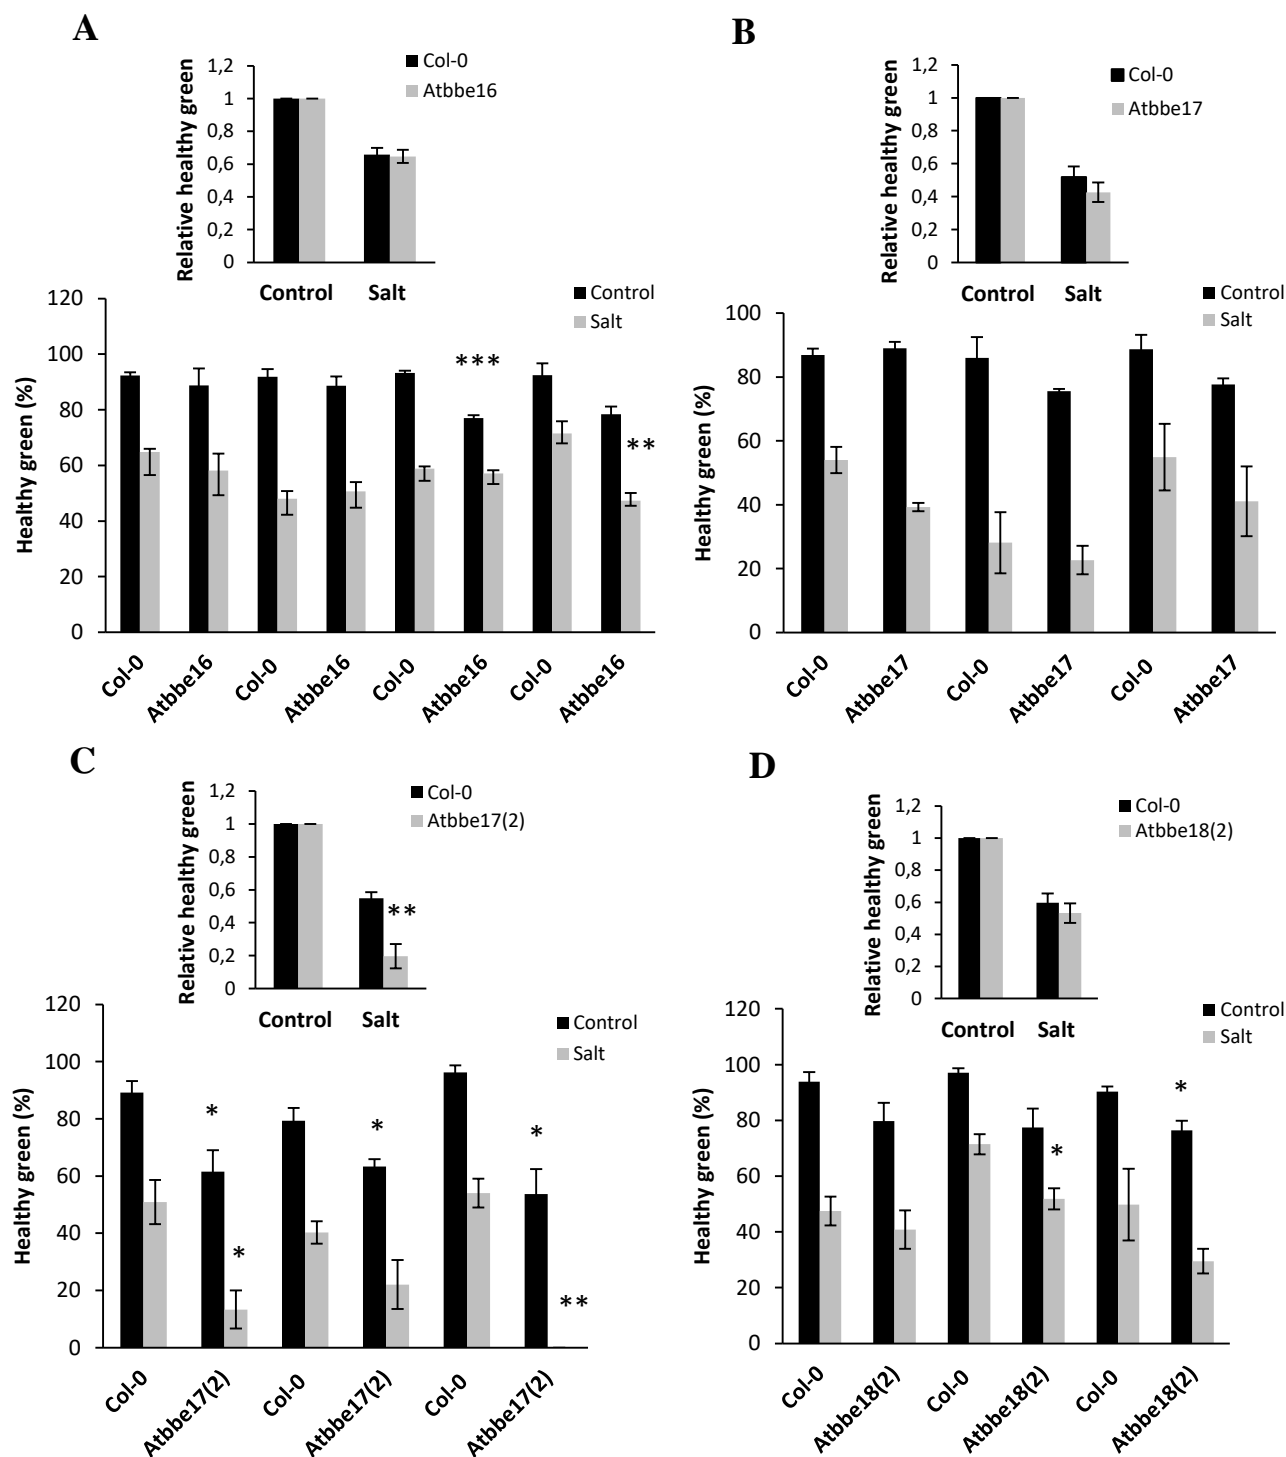 A
B
Col-0
Atbbe16
Relative healthy green
1,2
1
0,8
0,6
0,4
0,2
0
Control Salt
Col-0
Atbbe17
Relative healthy green
1,2
1
0,8
0,6
0,4
0,2
0
Control Salt
Control
Salt
Healthy green (%)
120
100
80
60
40
20
0
***
**
Col-0 Atbbe16 Col-0 Atbbe16 Col-0 Atbbe16 Col-0 Atbbe16
Control
Salt
Healthy green (%)
100
80
60
40
20
0
Col-0 Atbbe17 Col-0 Atbbe17 Col-0 Atbbe17
C
D
Col-0
Atbbe17(2)
Relative healthy green
1,2
1
0,8
0,6
0,4
0,2
0
**
Control Salt
Col-0
Atbbe18(2)
Relative healthy green
1,2
1
0,8
0,6
0,4
0,2
0
Control Salt
Control
Salt
Healthy green (%)
120
100
80
60
40
20
0
* * *
*
**
Col-0 Atbbe17(2) Col-0 Atbbe17(2) Col-0 Atbbe17(2)
Control
Salt
Healthy green (%)
120
100
80
60
40
20
0
*
*
Col-0 Atbbe18(2) Col-0 Atbbe18(2) Col-0 Atbbe18(2)